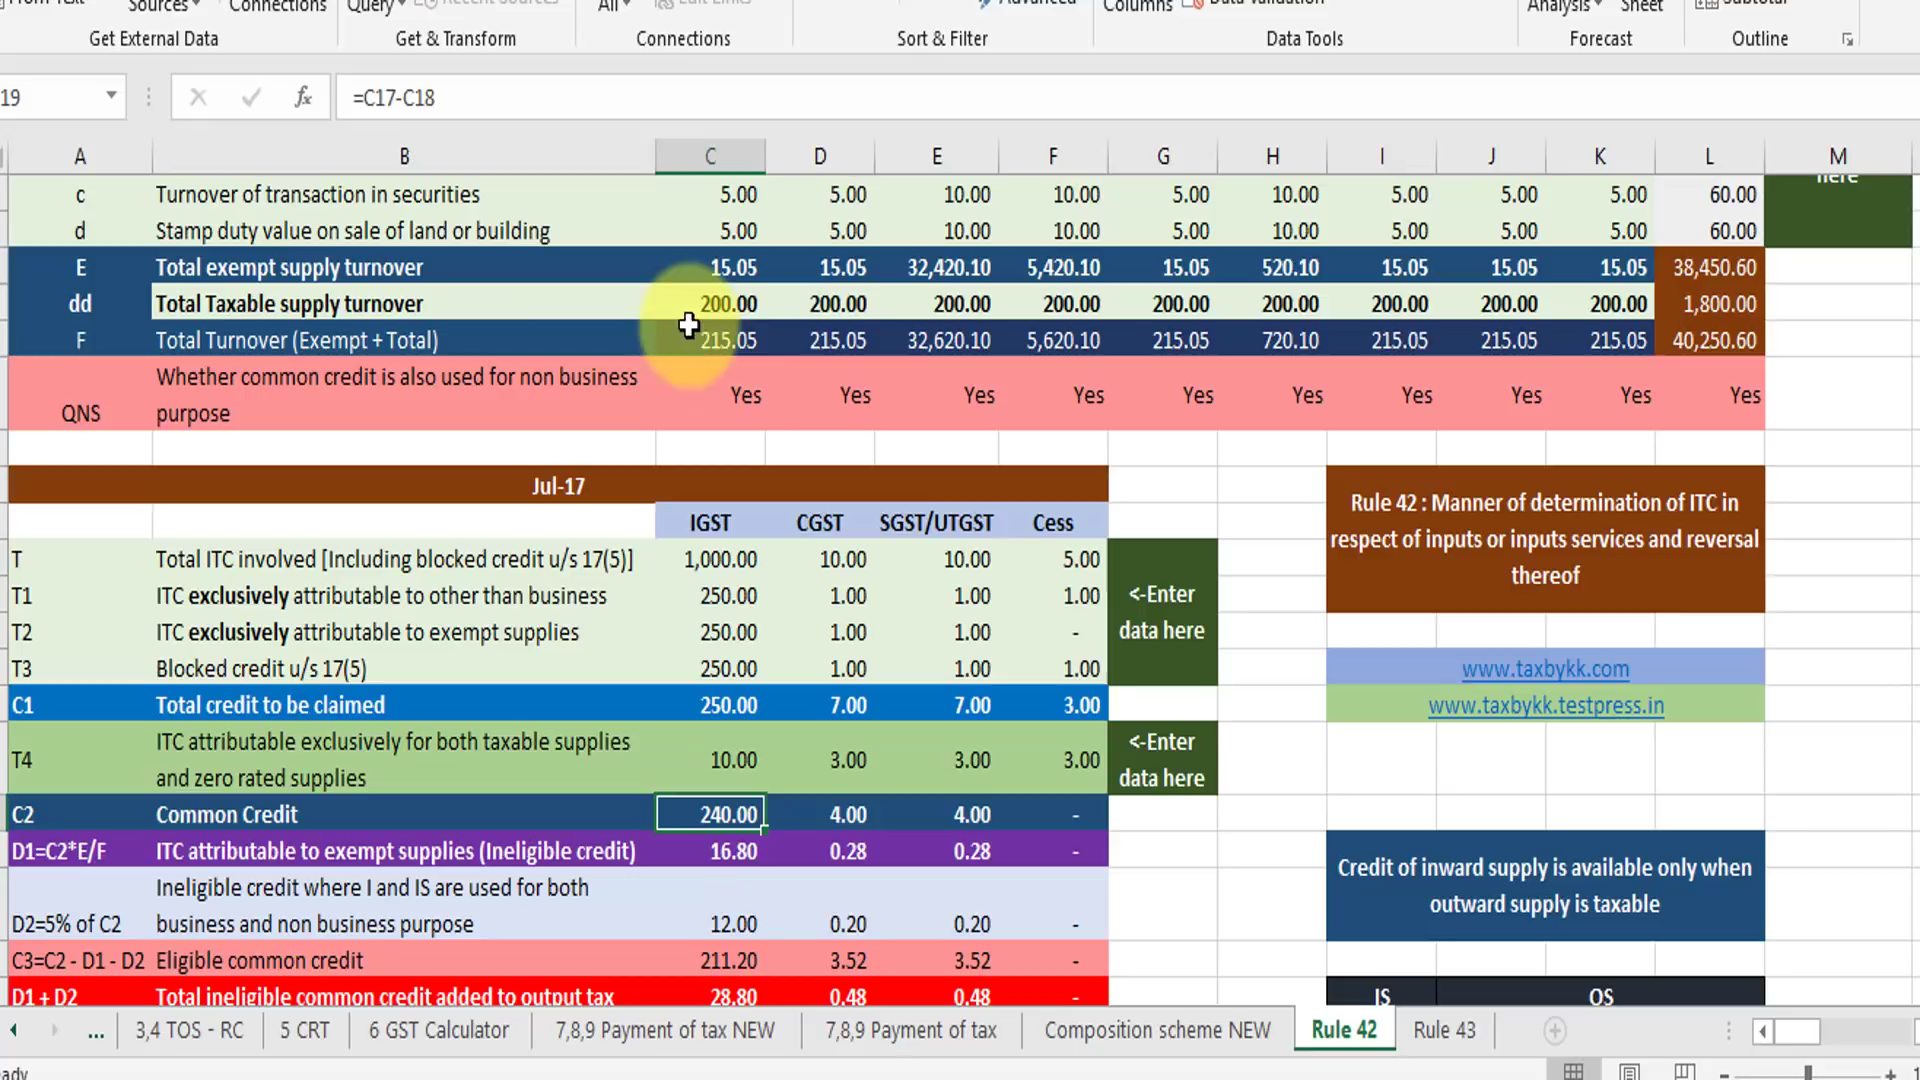 Sources
Connections
Query
All
Columns
Analysis
Sheet
Get External Data
Get & Transform
Connections
Sort & Filter
Data Tools
Forecast
Outline
19
fx
=C17-C18
A B C D E F G H I J K L M
c Turnover of transaction in securities 5.00 5.00 10.00 10.00 5.00 10.00 5.00 5.00 5.00 60.00
here
d Stamp duty value on sale of land or building 5.00 5.00 10.00 10.00 5.00 10.00 5.00 5.00 5.00 60.00
E Total exempt supply turnover 15.05 15.05 32,420.10 5,420.10 15.05 520.10 15.05 15.05 15.05 38,450.60
dd Total Taxable supply turnover 200.00 200.00 200.00 200.00 200.00 200.00 200.00 200.00 200.00 1,800.00
F Total Turnover (Exempt + Total) 215.05 215.05 32,620.10 5,620.10 215.05 720.10 215.05 215.05 215.05 40,250.60
Whether common credit is also used for non business
QNS purpose Yes Yes Yes Yes Yes Yes Yes Yes Yes Yes
Jul-17
IGST CGST SGST/UTGST Cess
T Total ITC involved [Including blocked credit u/s 17(5)] 1,000.00 10.00 10.00 5.00
T1 ITC exclusively attributable to other than business 250.00 1.00 1.00 1.00
T2 ITC exclusively attributable to exempt supplies 250.00 1.00 1.00 -
T3 Blocked credit u/s 17(5) 250.00 1.00 1.00 1.00
<-Enter
data here
C1 Total credit to be claimed 250.00 7.00 7.00 3.00
ITC attributable exclusively for both taxable supplies
T4 and zero rated supplies 10.00 3.00 3.00 3.00
<-Enter
data here
C2 Common Credit 240.00 4.00 4.00 -
D1=C2*E/F ITC attributable to exempt supplies (Ineligible credit) 16.80 0.28 0.28 -
Ineligible credit where I and IS are used for both
D2=5% of C2 business and non business purpose 12.00 0.20 0.20 -
C3=C2 - D1 - D2 Eligible common credit 211.20 3.52 3.52 -
D1 + D2 Total ineligible common credit added to output tax 28.80 0.48 0.48 -
Rule 42 : Manner of determination of ITC in
respect of inputs or inputs services and reversal
thereof
www.taxbykk.com
www.taxbykk.testpress.in
Credit of inward supply is available only when
outward supply is taxable
IS OS
... 3,4 TOS - RC 5 CRT 6 GST Calculator 7,8,9 Payment of tax NEW 7,8,9 Payment of tax Composition scheme NEW Rule 42 Rule 43